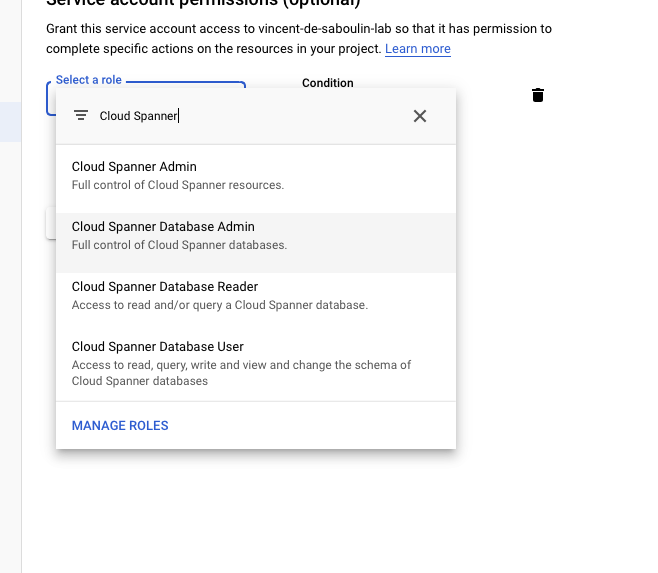 Service account permissions (optional)
Grant this service account access to vincent-de-saboulin-lab so that it has permission to
complete specific actions on the resources in your project. Learn more
Select a role
Condition
Cloud Spanner
Cloud Spanner Admin
Full control of Cloud Spanner resources.
Cloud Spanner Database Admin
Full control of Cloud Spanner databases.
Cloud Spanner Database Reader
Access to read and/or query a Cloud Spanner database.
Cloud Spanner Database User
Access to read, query, write and view and change the schema of
Cloud Spanner databases
MANAGE ROLES